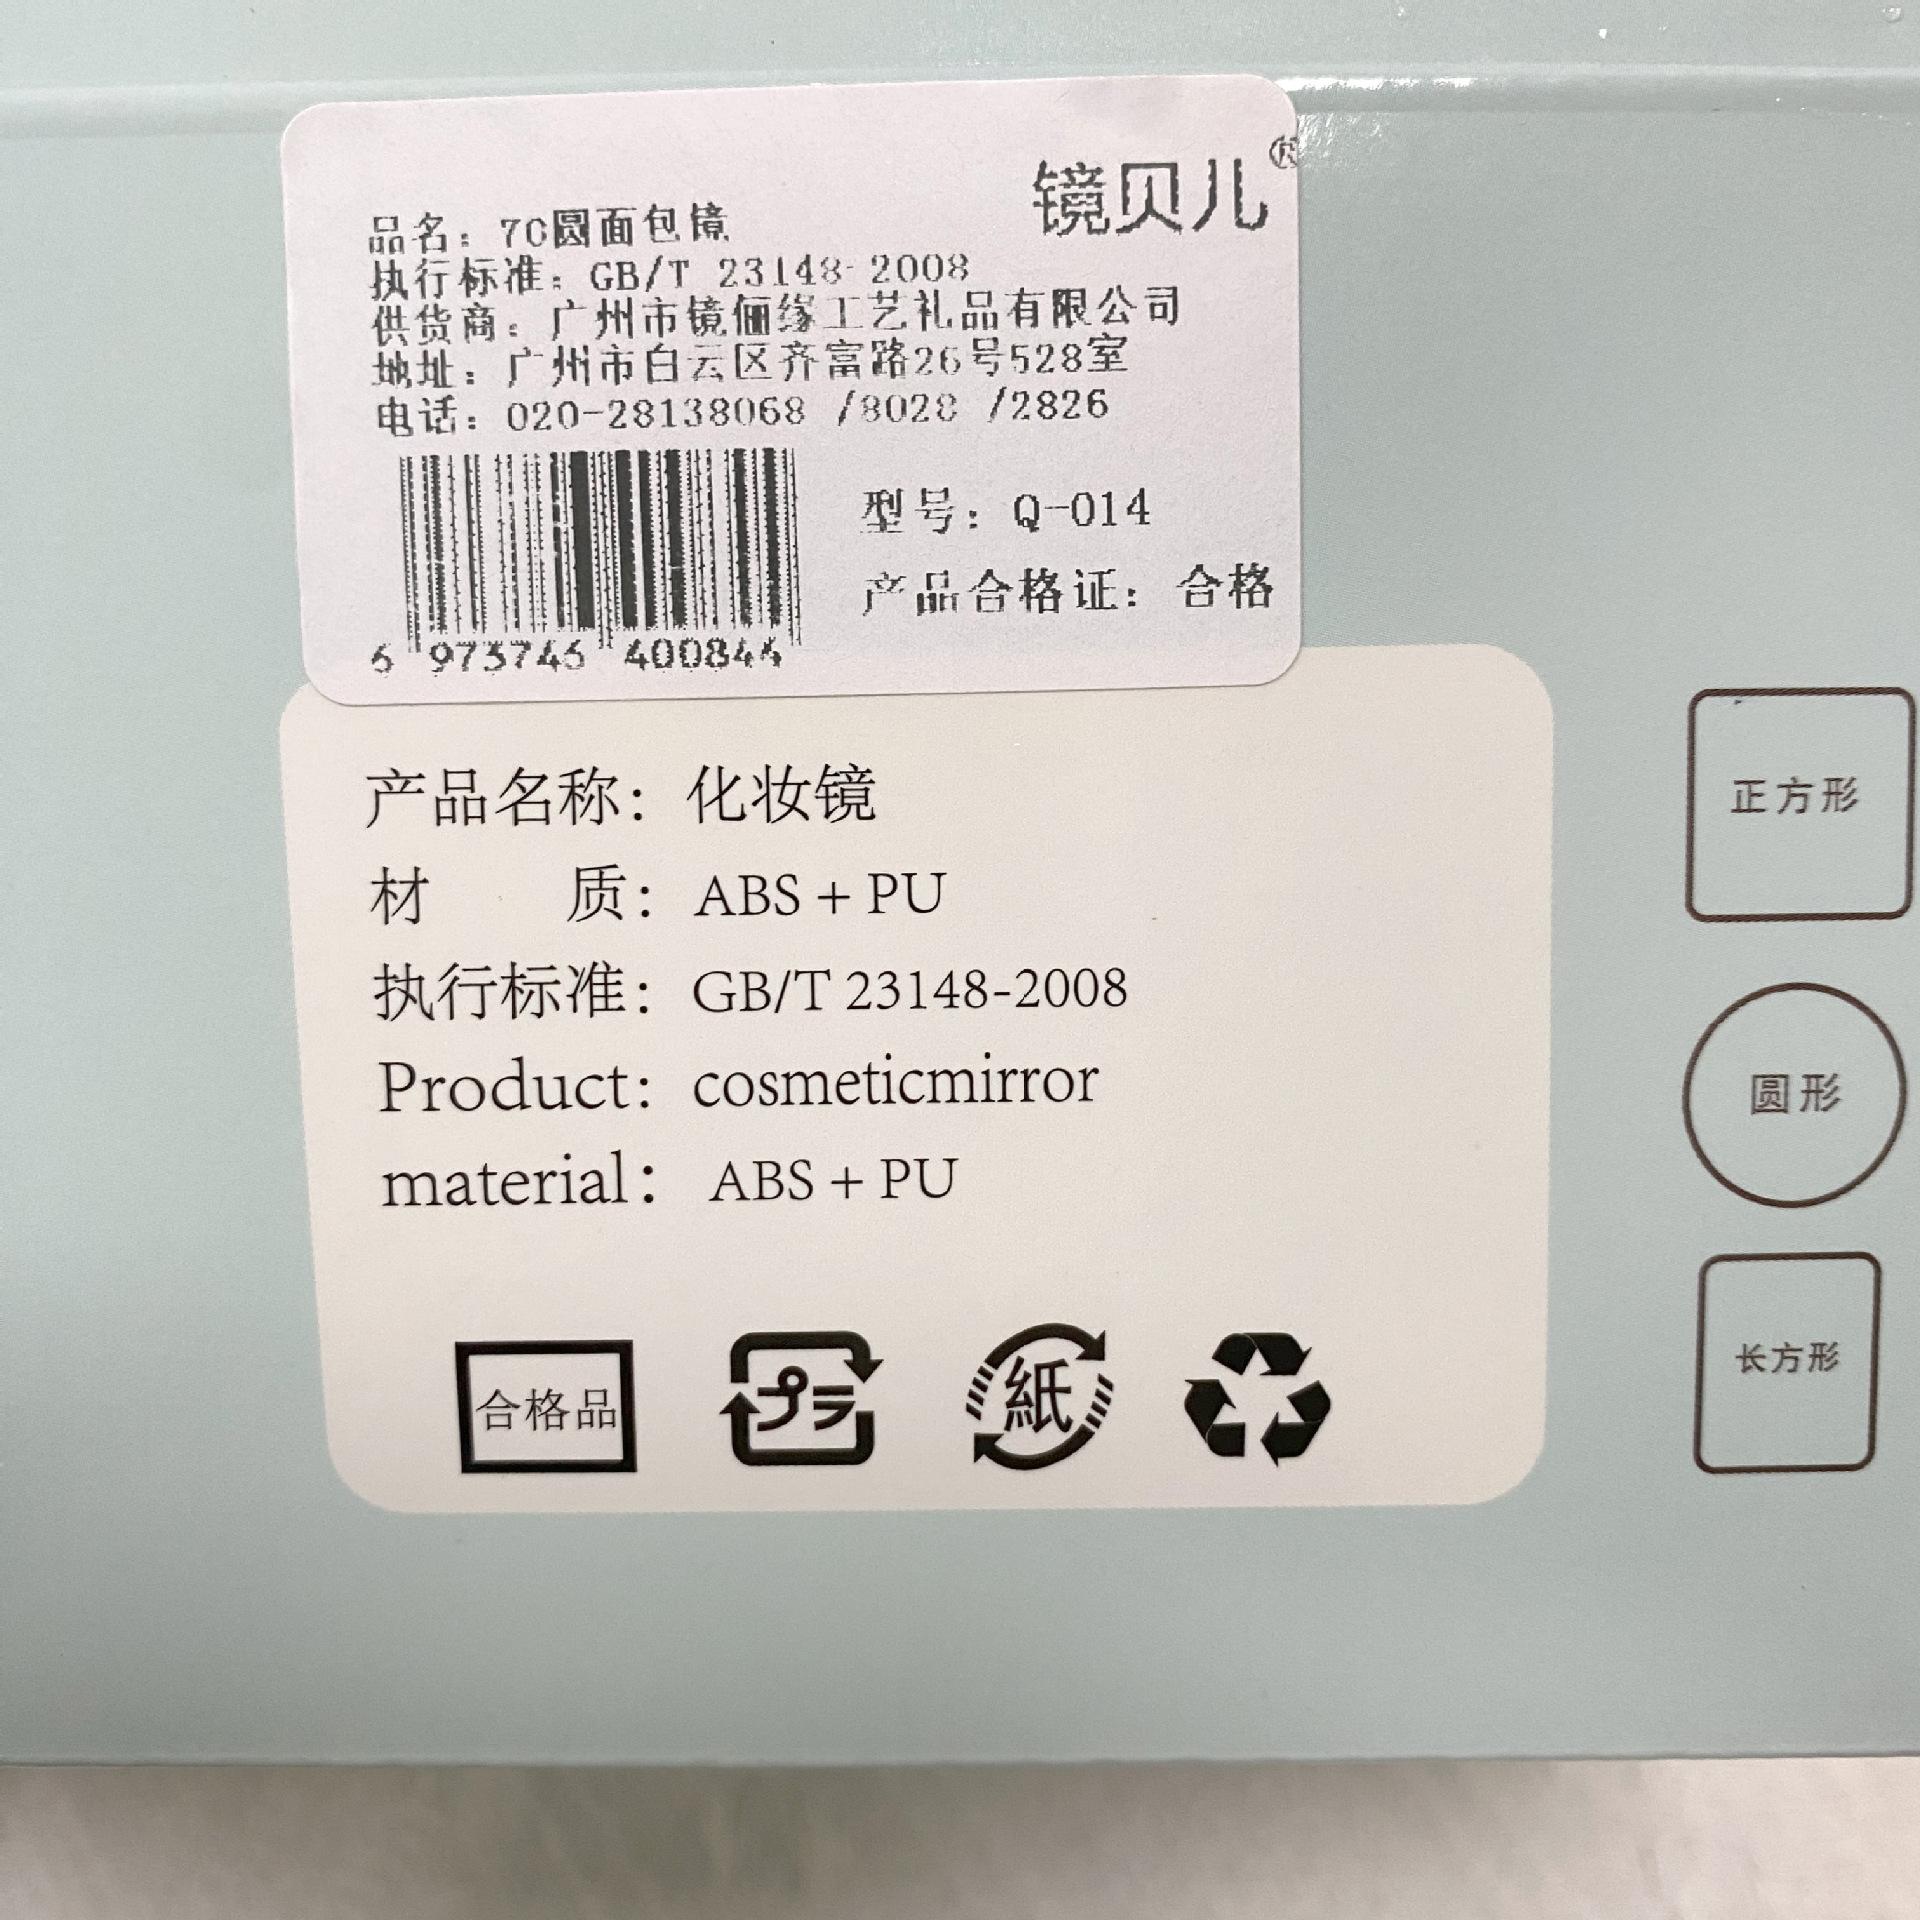 镜贝儿®
品名：7C圆面包镜
执行标准：GB/T 23148-2008
供货商：广州市镜俪缘工艺礼品有限公司
地址：广州市白云区齐富路26号528室
电话：020-28138068 /8028 /2826
型号：Q-014
产品合格证：合格
6 973746 400844
产品名称：化妆镜
材 质：ABS + PU
执行标准：GB/T 23148-2008
Product：cosmeticmirror
material：ABS + PU
合格品
プラ
紙
正方形
圆形
长方形